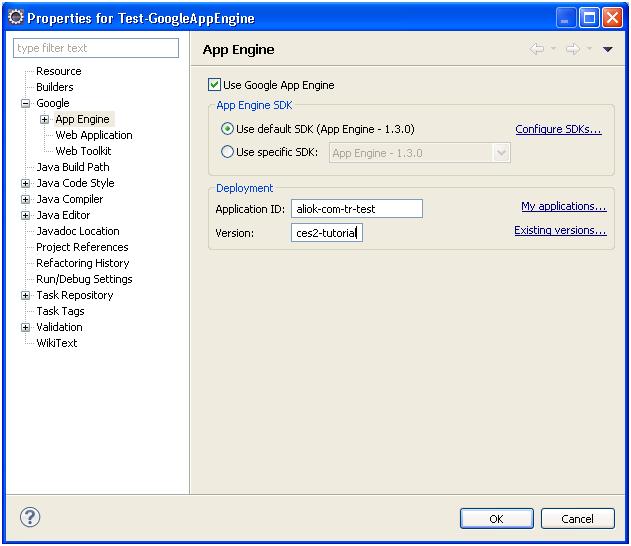 Properties for Test-GoogleAppEngine
type filter text
Resource
Builders
Google
App Engine
Web Application
Web Toolkit
Java Build Path
Java Code Style
Java Compiler
Java Editor
Javadoc Location
Project References
Refactoring History
Run/Debug Settings
Task Repository
Task Tags
Validation
WikiText
App Engine
Use Google App Engine
App Engine SDK
Use default SDK (App Engine - 1.3.0) Configure SDKs...
Use specific SDK: App Engine - 1.3.0
Deployment
Application ID: aliok-com-tr-test My applications...
Version: ces2-tutorial Existing versions...
? OK Cancel